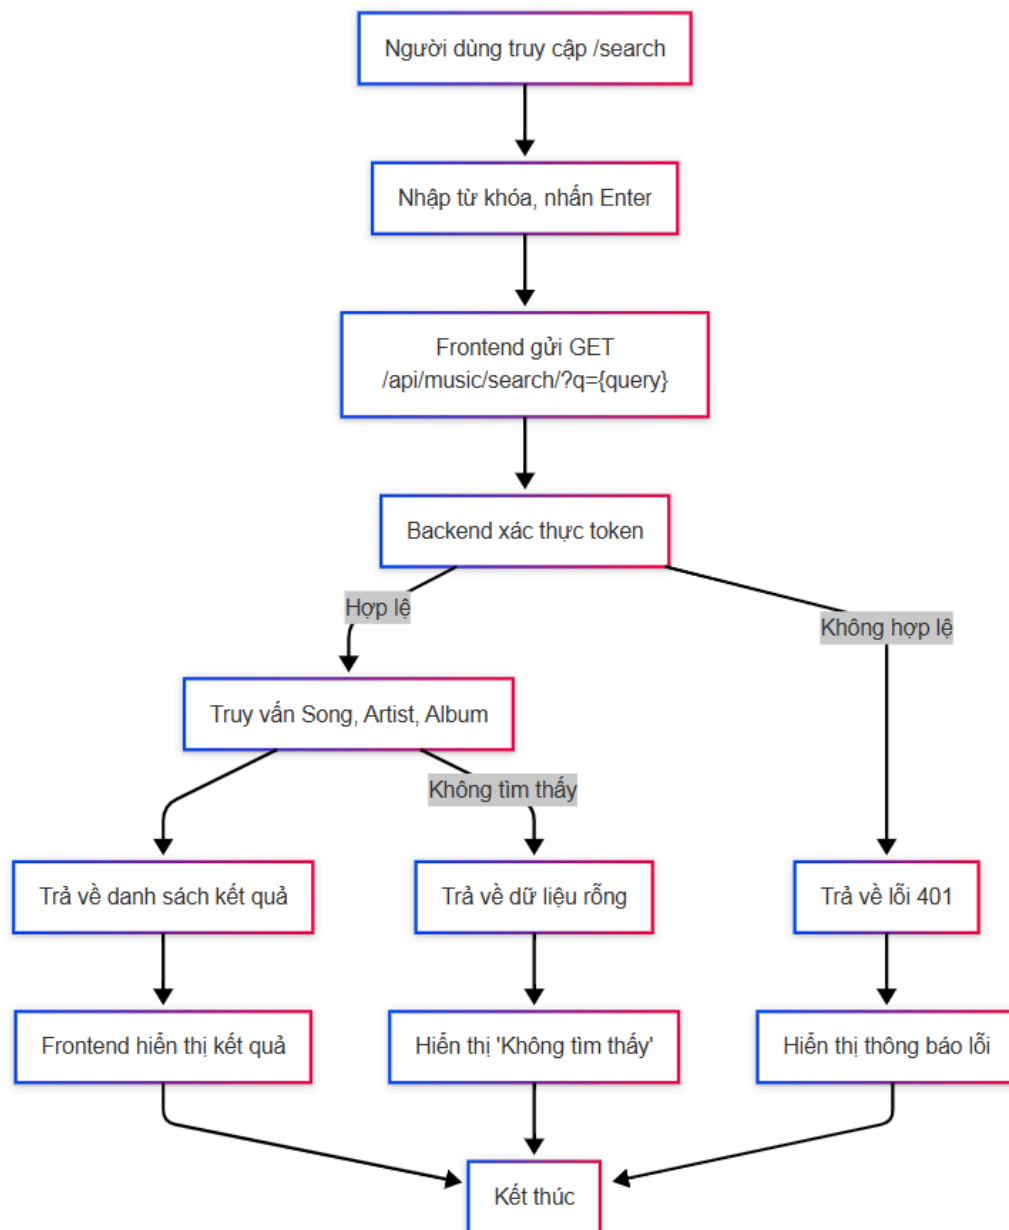 Người dùng truy cập /search
Nhập từ khóa, nhấn Enter
Frontend gửi GET
/api/music/search/?q={query}
Backend xác thực token
Hợp lệ
Không hợp lệ
Truy vấn Song, Artist, Album
Không tìm thấy
Trả về danh sách kết quả
Trả về dữ liệu rỗng
Trả về lỗi 401
Frontend hiển thị kết quả
Hiển thị 'Không tìm thấy'
Hiển thị thông báo lỗi
Kết thúc